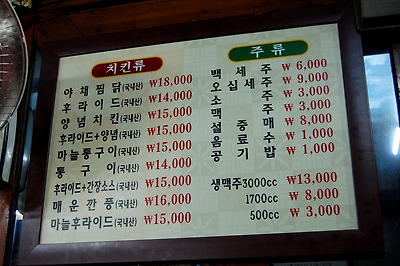 치킨류
야채찜닭(국내산) ₩18,000
후라이드(국내산) ₩14,000
양념치킨(국내산) ₩15,000
후라이드+양념(국내산) ₩15,000
마늘통구이(국내산) ₩15,000
통구이(국내산) ₩14,000
후라이드+간장소스(국내산) ₩15,000
매운깐풍(국내산) ₩16,000
마늘후라이드(국내산) ₩15,000
주류
백세주 ₩6,000
오십세주 ₩9,000
소주 ₩3,000
맥주 ₩3,000
설중매 ₩8,000
음료수 ₩1,000
공기밥 ₩1,000
생맥주3000cc ₩13,000
1700cc ₩8,000
500cc ₩3,000